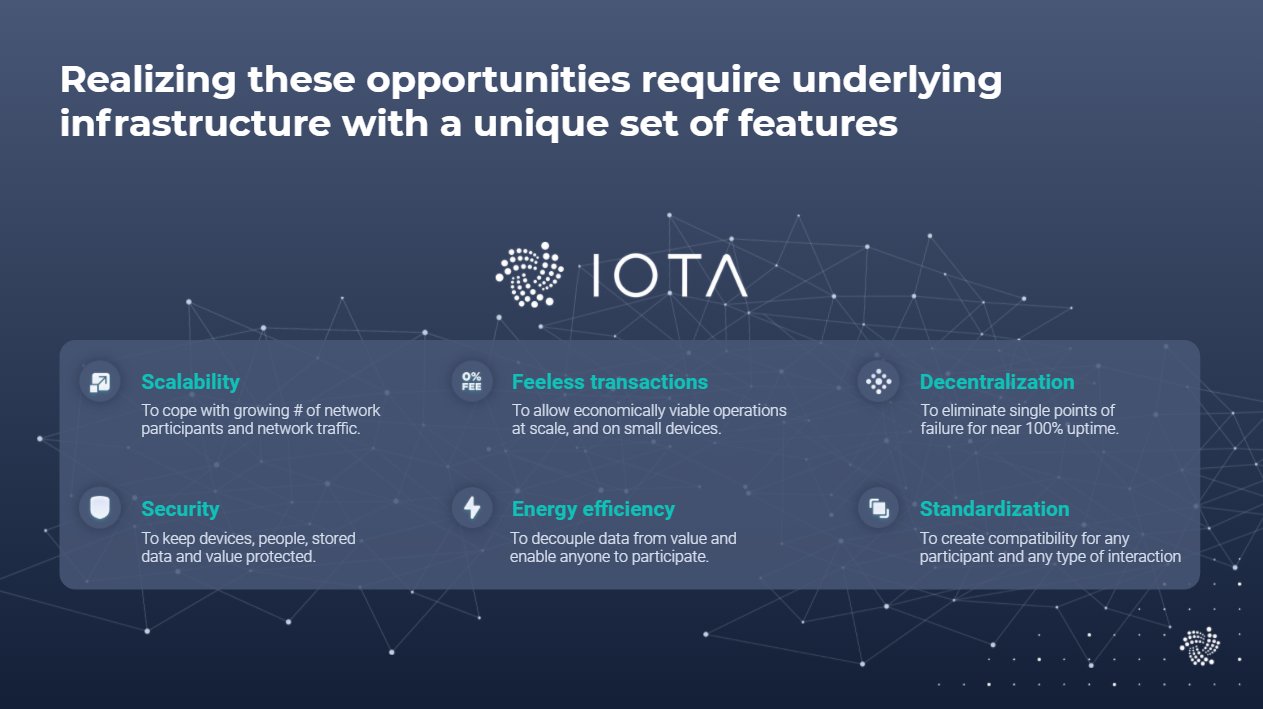 Realizing these opportunities require underlying
infrastructure with a unique set of features
IOTA
Scalability
To cope with growing # of network
participants and network traffic.
0%
FEE
Feeless transactions
To allow economically viable operations
at scale, and on small devices.
Decentralization
To eliminate single points of
failure for near 100% uptime.
Security
To keep devices, people, stored
data and value protected.
Energy efficiency
To decouple data from value and
enable anyone to participate.
Standardization
To create compatibility for any
participant and any type of interaction